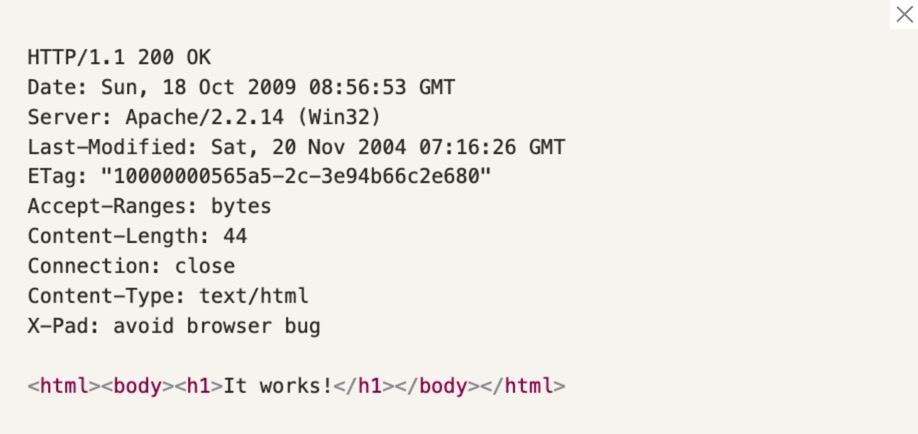 HTTP/1.1 200 OK
Date: Sun, 18 Oct 2009 08:56:53 GMT
Server: Apache/2.2.14 (Win32)
Last-Modified: Sat, 20 Nov 2004 07:16:26 GMT
ETag: "10000000565a5-2c-3e94b66c2e680"
Accept-Ranges: bytes
Content-Length: 44
Connection: close
Content-Type: text/html
X-Pad: avoid browser bug

<html><body><h1>It works!</h1></body></html>